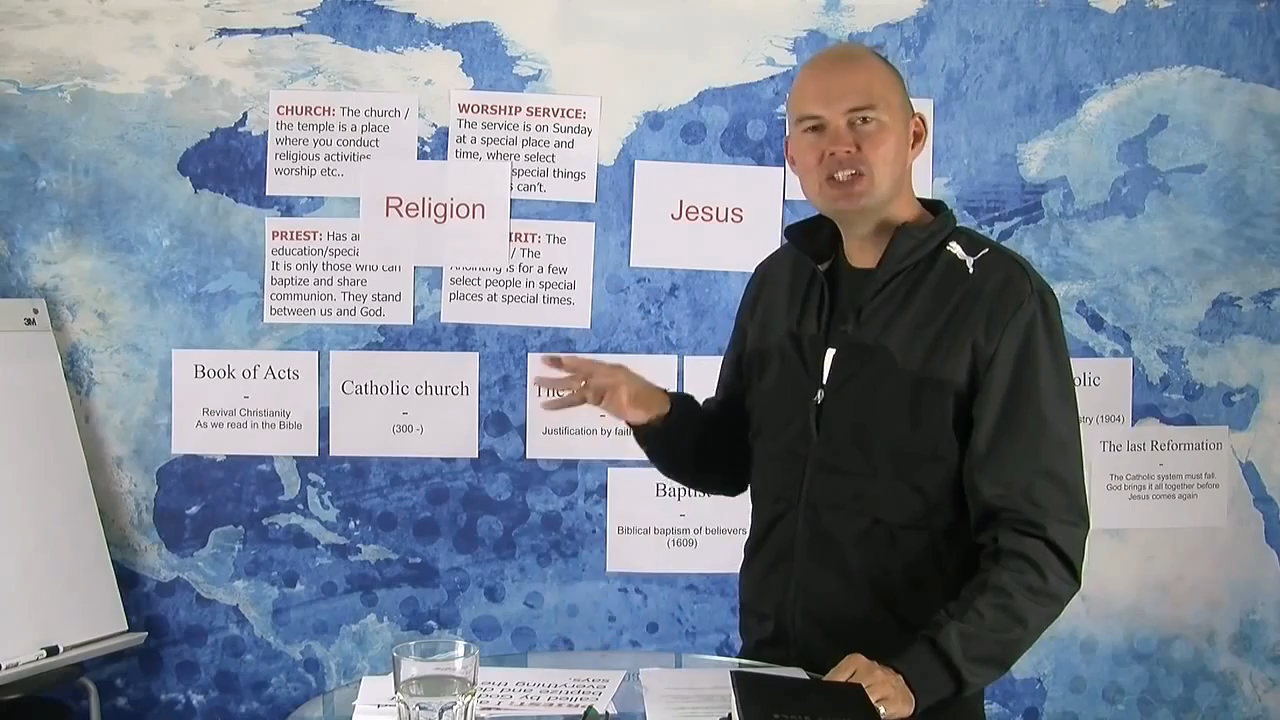 CHURCH: The church /
the temple is a place
where you conduct
religious activities
worship etc..
WORSHIP SERVICE:
The service is on Sunday
at a special place and
time, where select
special things
can't.
Religion
PRIEST: Has
education/
It is only those who can
baptize and share
communion. They stand
between us and God.
The
/ The
Anointing is for a few
select people in special
places at special times.
Jesus
Book of Acts
-
Revival Christianity
As we read in the Bible
Catholic church
-
(300 -)
-
Justification by
-
Biblical baptism of believers
(1609)
(1904)
The last Reformation
-
The Catholic system must fall.
God brings it all together before
Jesus comes again
3M
says.
everything
baptize and